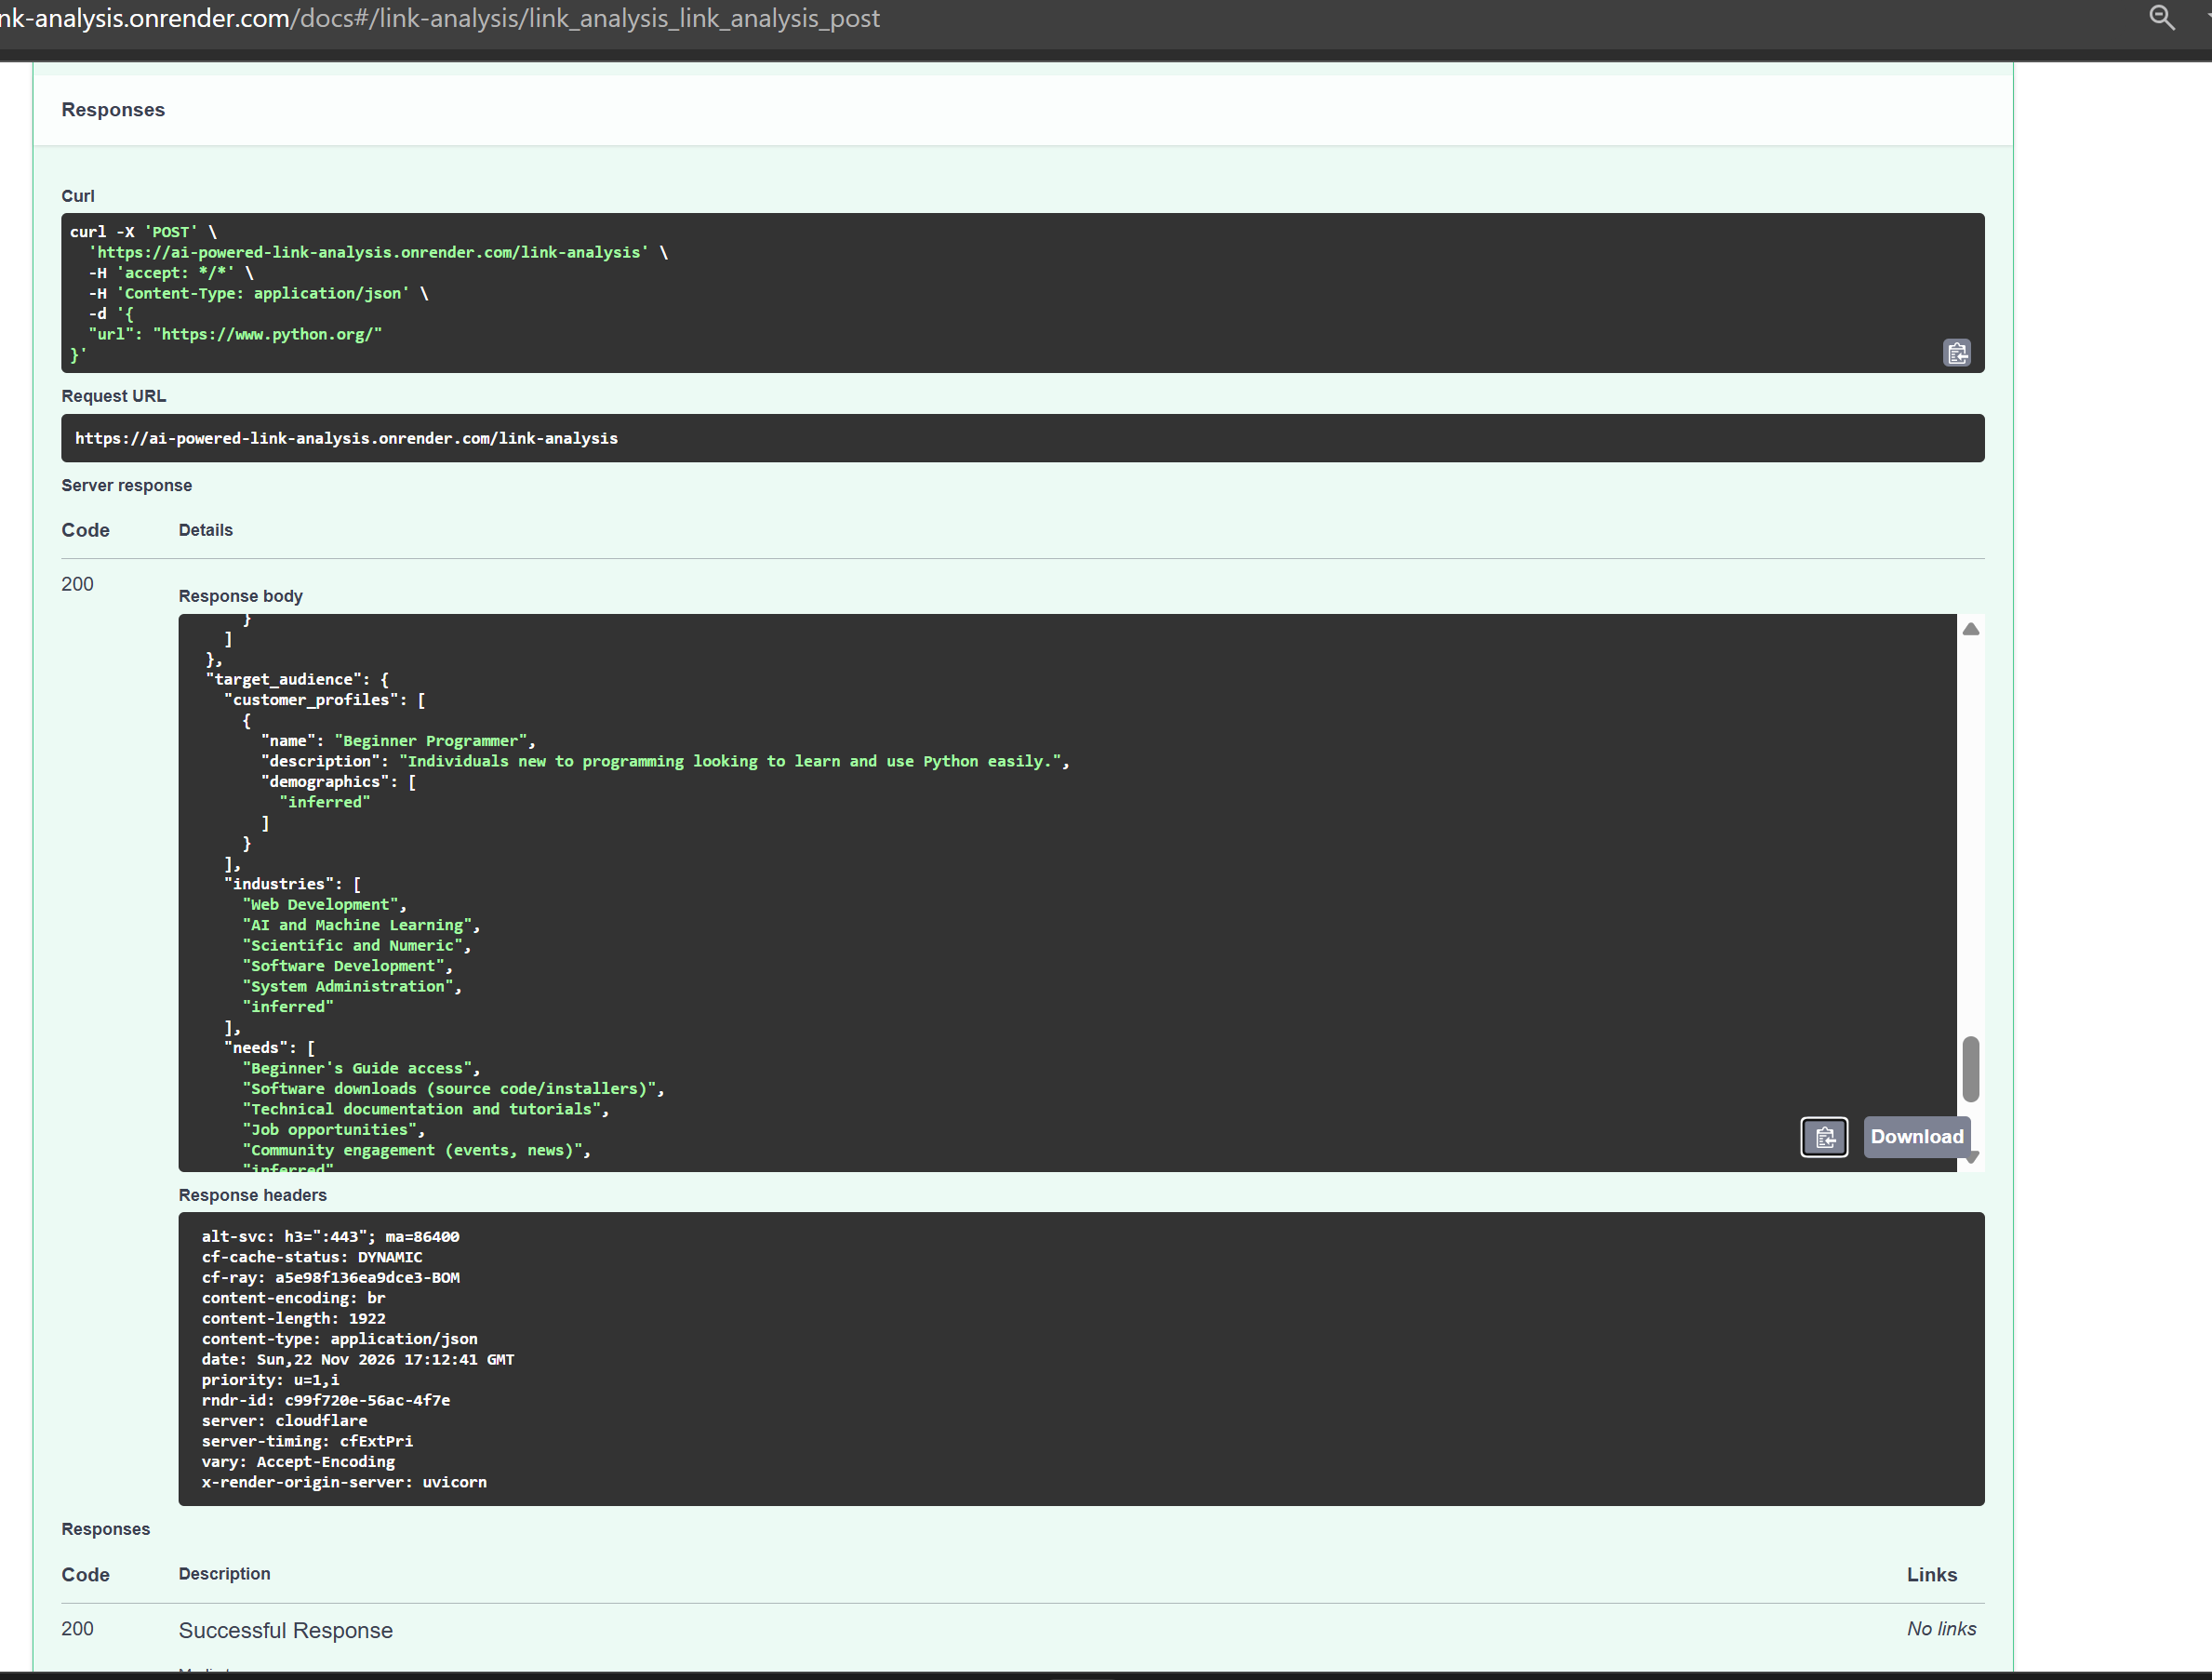 nk-analysis.onrender.com/docs#/link-analysis/link_analysis_link_analysis_post
Responses
Curl
curl -X 'POST' \
  'https://ai-powered-link-analysis.onrender.com/link-analysis' \
  -H 'accept: */*' \
  -H 'Content-Type: application/json' \
  -d '{
  "url": "https://www.python.org/"
}'
Request URL
https://ai-powered-link-analysis.onrender.com/link-analysis
Server response
Code Details
200
Response body
    }
  ]
},
"target_audience": {
  "customer_profiles": [
    {
      "name": "Beginner Programmer",
      "description": "Individuals new to programming looking to learn and use Python easily.",
      "demographics": [
        "inferred"
      ]
    }
  ],
  "industries": [
    "Web Development",
    "AI and Machine Learning",
    "Scientific and Numeric",
    "Software Development",
    "System Administration",
    "inferred"
  ],
  "needs": [
    "Beginner's Guide access",
    "Software downloads (source code/installers)",
    "Technical documentation and tutorials",
    "Job opportunities",
    "Community engagement (events, news)",
    "inferred"
Download
Response headers
alt-svc: h3=":443"; ma=86400
cf-cache-status: DYNAMIC
cf-ray: a5e98f136ea9dce3-BOM
content-encoding: br
content-length: 1922
content-type: application/json
date: Sun,22 Nov 2026 17:12:41 GMT
priority: u=1,i
rndr-id: c99f720e-56ac-4f7e
server: cloudflare
server-timing: cfExtPri
vary: Accept-Encoding
x-render-origin-server: uvicorn
Responses
Code Description Links
200 Successful Response No links